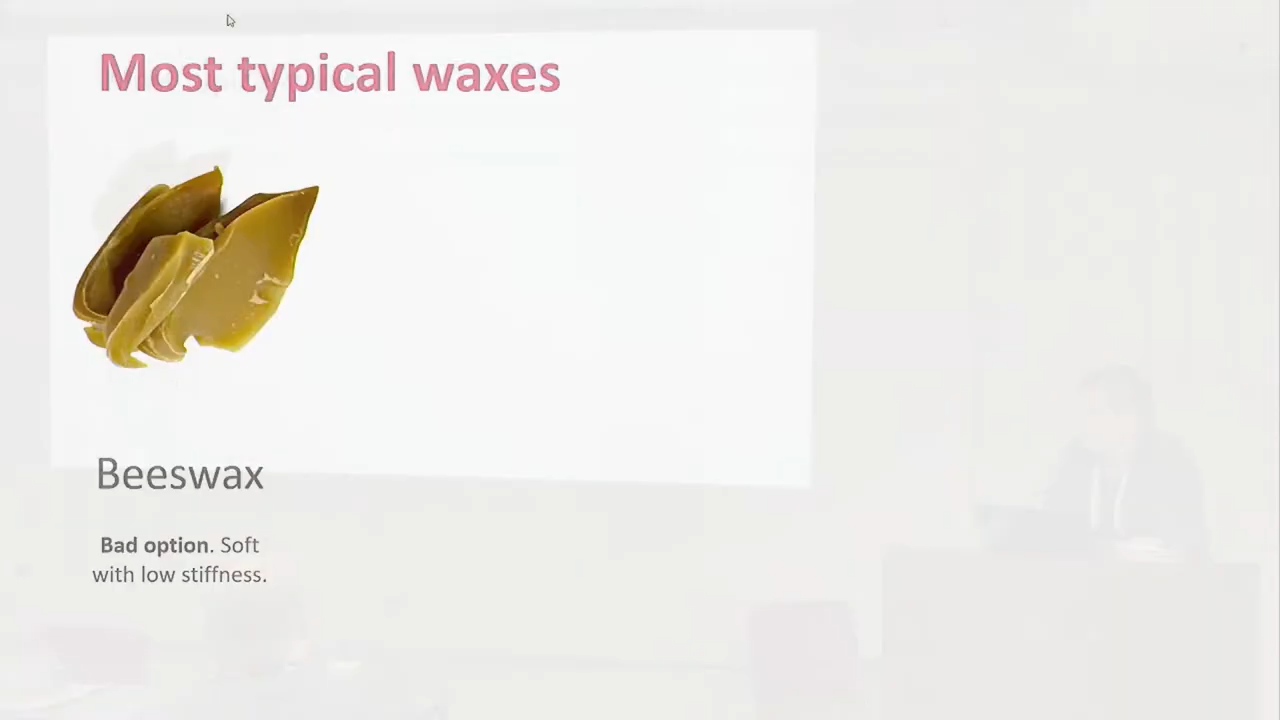 Most typical waxes
Beeswax
Bad option. Soft
with low stiffness.